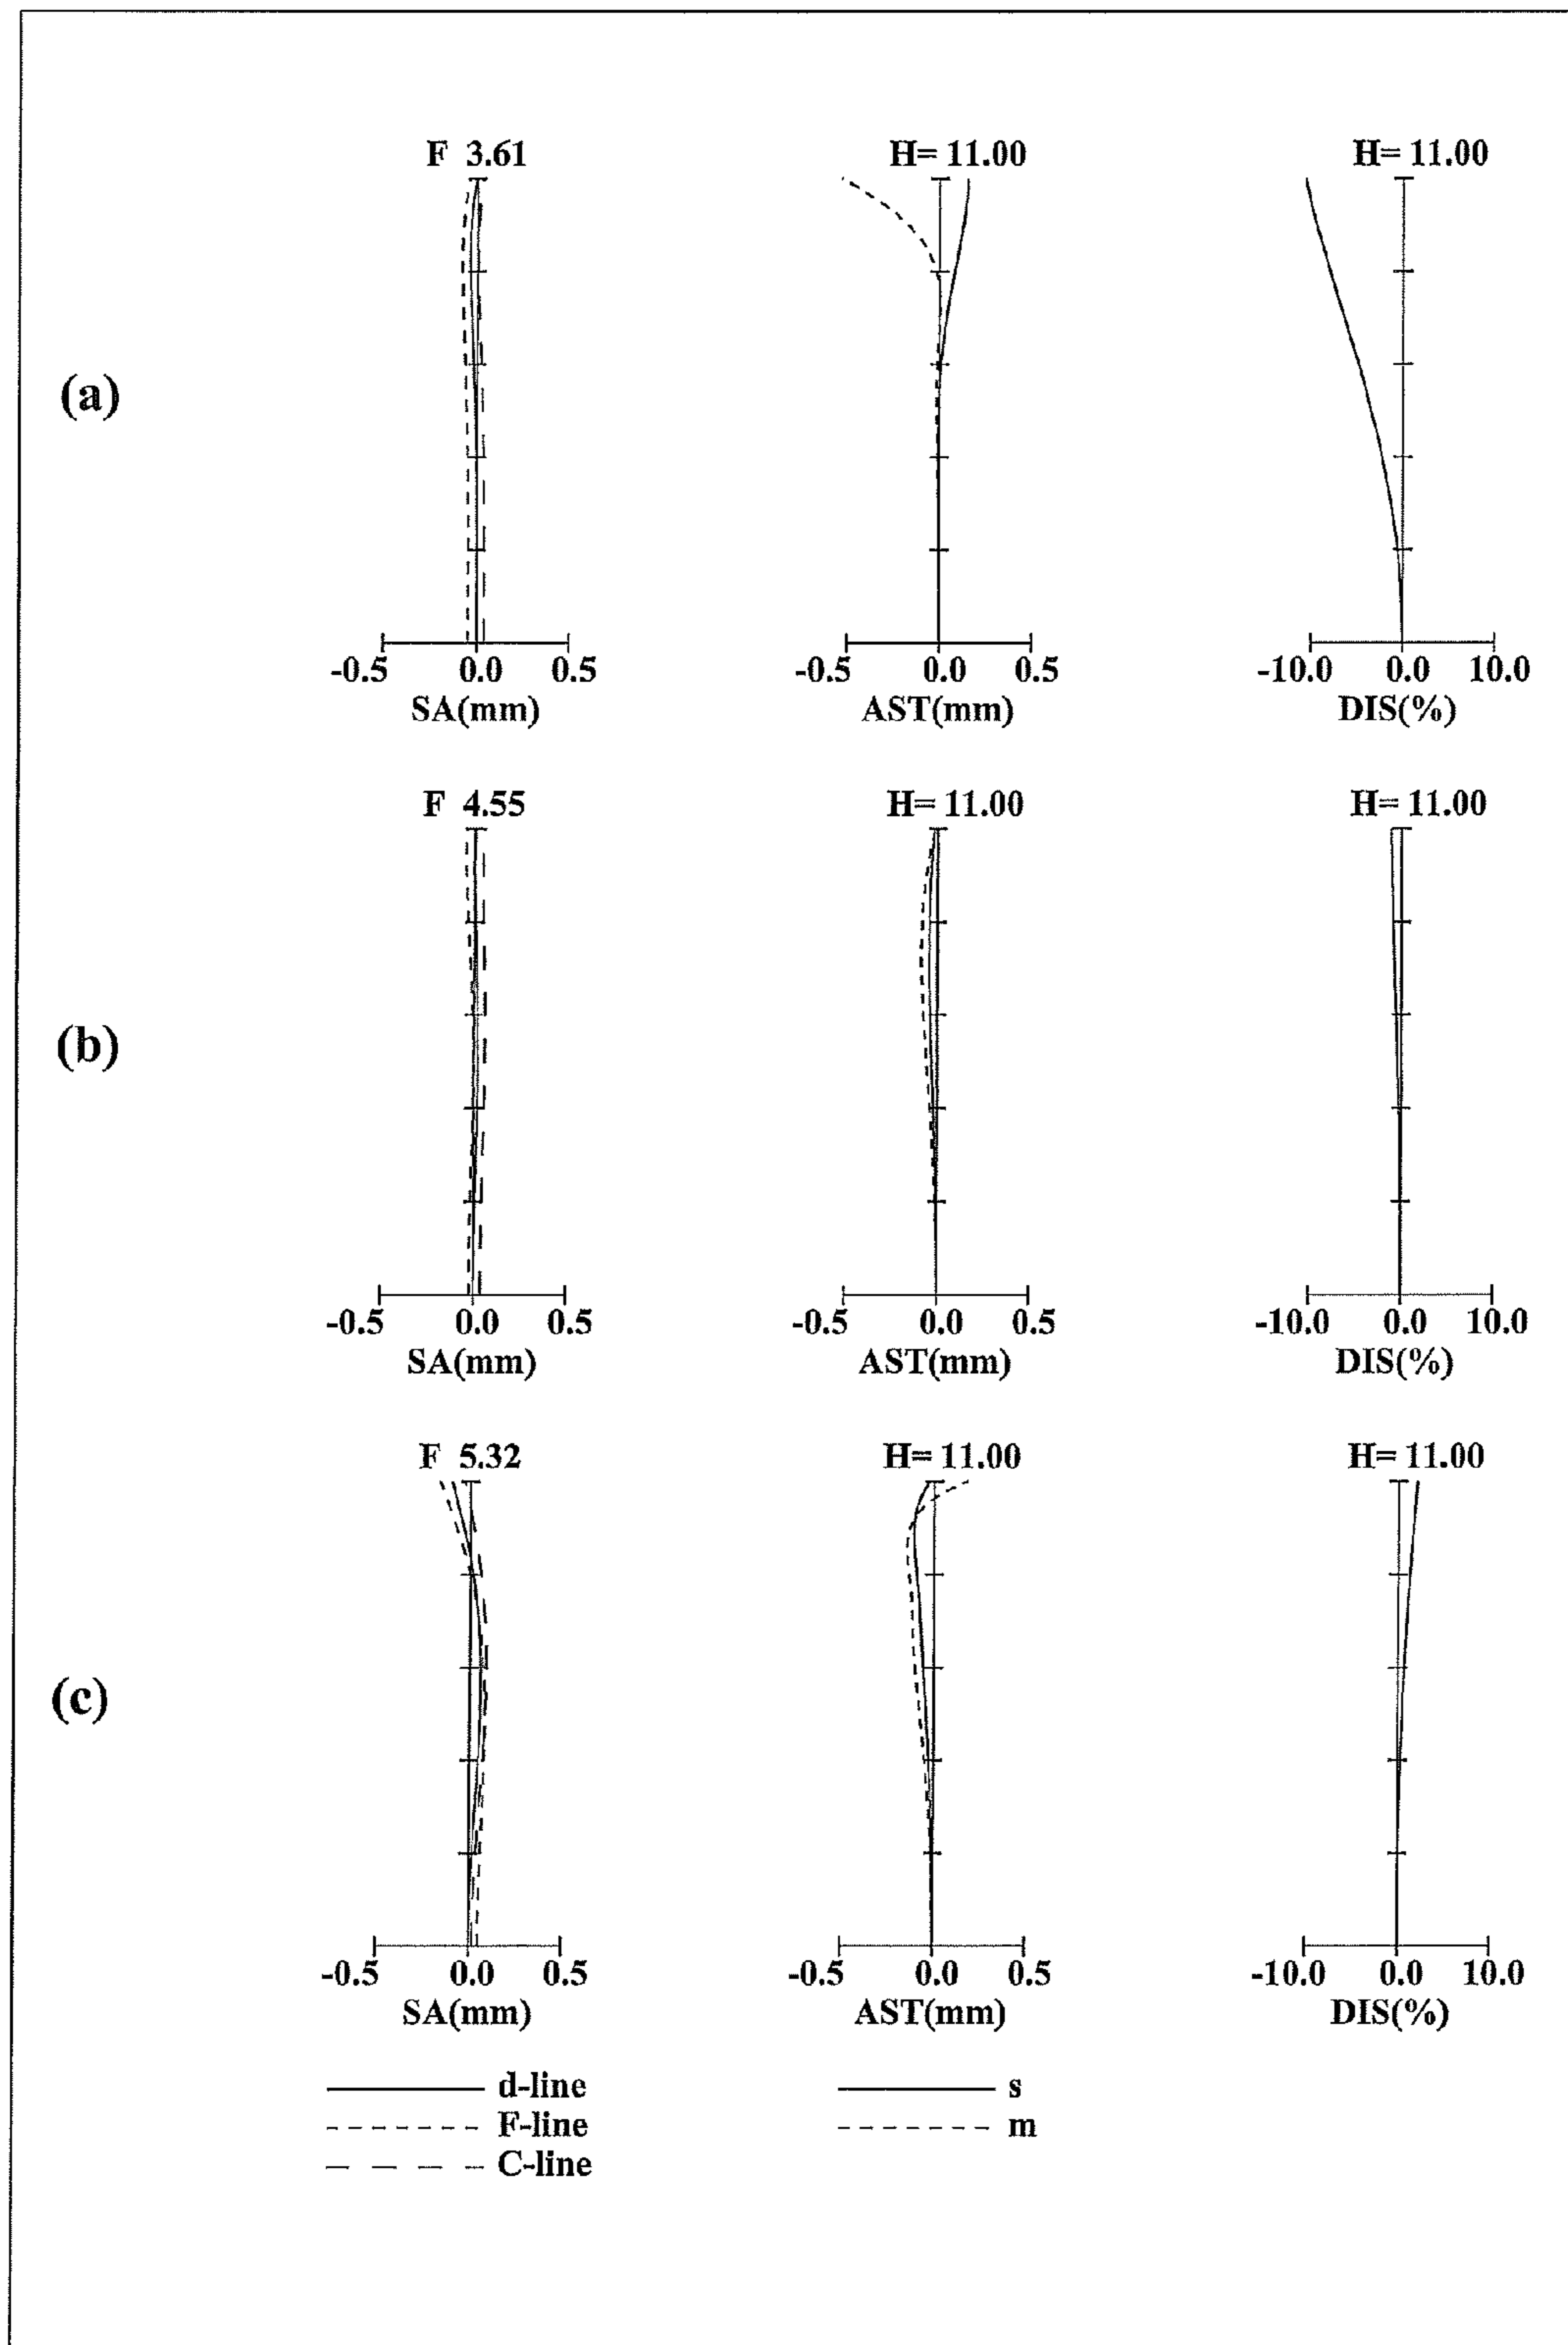 F 3.61 H= 11.00 H= 11.00
(a)
-0.5 0.0 0.5 -0.5 0.0 0.5 -10.0 0.0 10.0
SA(mm) AST(mm) DIS(%)
F 4.55 H= 11.00 H= 11.00
(b)
-0.5 0.0 0.5 -0.5 0.0 0.5 -10.0 0.0 10.0
SA(mm) AST(mm) DIS(%)
F 5.32 H= 11.00 H= 11.00
(c)
-0.5 0.0 0.5 -0.5 0.0 0.5 -10.0 0.0 10.0
SA(mm) AST(mm) DIS(%)
d-line s
F-line m
C-line